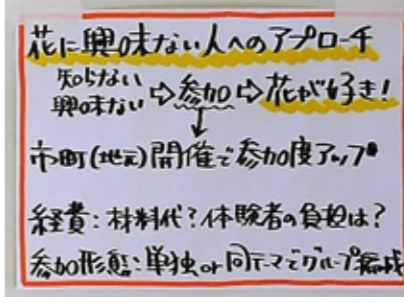 花に興味ない人へのアプローチ
知らない
興味ない ⇨ 参加 ⇨ 花が好き!
↓
市町(地元)開催で参加度アップ
経費:材料代?体験者の負担は?
参加形態:単独or同テーマでグループ編成